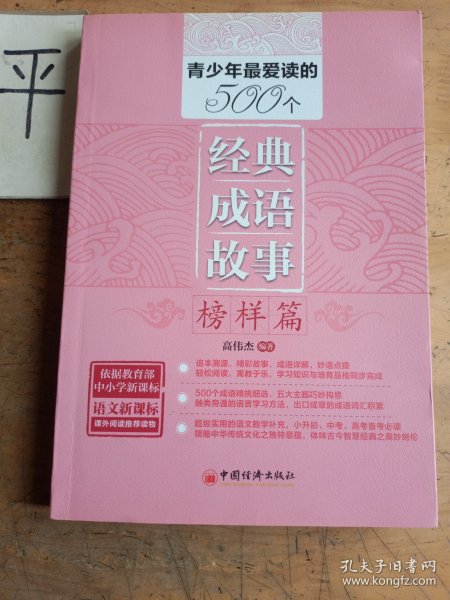 平
青少年最爱读的
500个
经典
成语
故事
榜样篇
高伟杰 编著
依据教育部
中小学新课标
语文新课标
课外阅读推荐读物
追本溯源，精彩故事，成语详解，妙语点拨
轻松阅读，寓教于乐，学习知识与培育品格同步完成
500个成语精挑细选，五大主题巧妙构思
触类旁通的语言学习方法，出口成章的成语词汇积累
超级实用的语文教学补充，小升初、中考、高考备考必读
领略中华传统文化之独特意蕴，体味古今智慧经典之高妙绝伦
中国经济出版社
孔夫子旧书网
www.kongfz.com